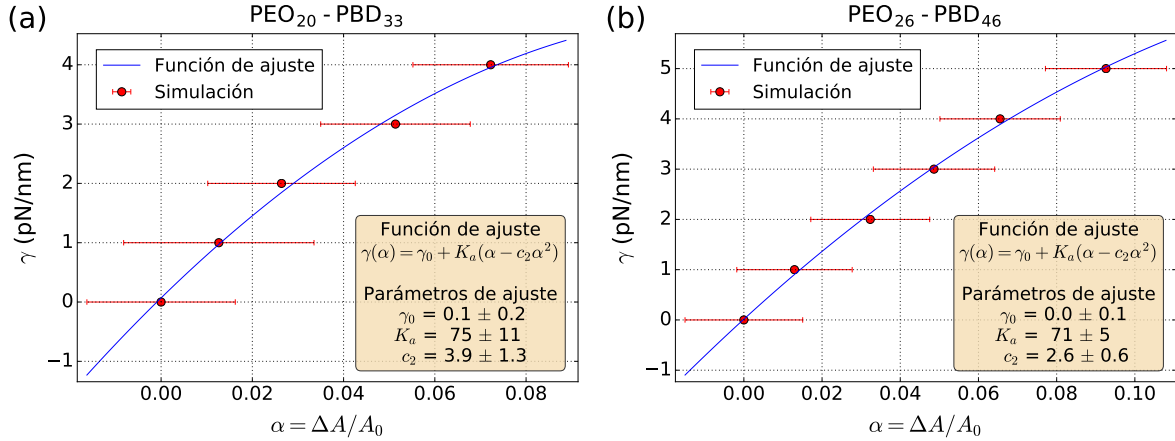 (a)
PEO₂₀ - PBD₃₃
Función de ajuste
Simulación
Función de ajuste
γ(α) = γ₀ + Kₐ(α − c₂α²)
Parámetros de ajuste
γ₀ = 0.1 ± 0.2
Kₐ = 75 ± 11
c₂ = 3.9 ± 1.3
4
3
2
1
0
−1
γ (pN/nm)
0.00 0.02 0.04 0.06 0.08
α = ΔA/A₀
(b)
PEO₂₆ - PBD₄₆
Función de ajuste
Simulación
Función de ajuste
γ(α) = γ₀ + Kₐ(α − c₂α²)
Parámetros de ajuste
γ₀ = 0.0 ± 0.1
Kₐ = 71 ± 5
c₂ = 2.6 ± 0.6
5
4
3
2
1
0
−1
γ (pN/nm)
0.00 0.02 0.04 0.06 0.08 0.10
α = ΔA/A₀